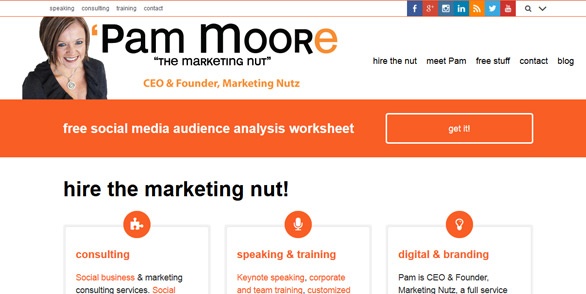 speaking consulting training contact
'Pam Moore
"The Marketing Nut"
CEO & Founder, Marketing Nutz
hire the nut meet Pam free stuff contact blog
free social media audience analysis worksheet get it!
hire the marketing nut!
consulting
Social business & marketing
consulting services. Social
speaking & training
Keynote speaking, corporate
and team training, customized
digital & branding
Pam is CEO & Founder,
Marketing Nutz, a full service